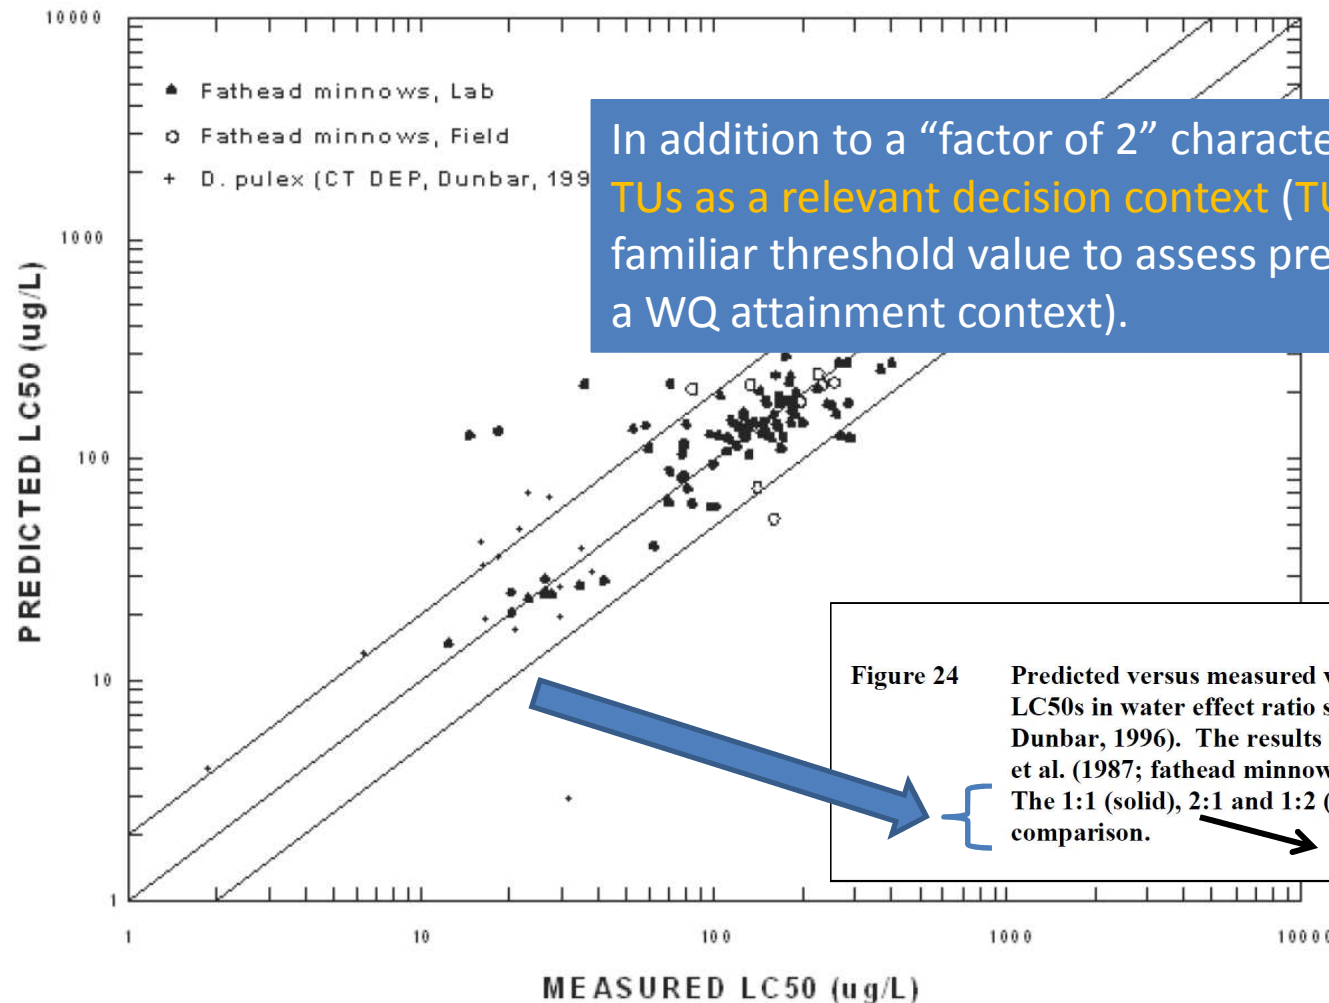 10000
1000
100
10
1
PREDICTED LC50 (ug/L)
Fathead minnows, Lab
Fathead minnows, Field
D. pulex (CT DEP, Dunbar, 199
In addition to a “factor of 2” characte
TUs as a relevant decision context (TU
familiar threshold value to assess pre
a WQ attainment context).
Figure 24 Predicted versus measured v
LC50s in water effect ratio s
Dunbar, 1996). The results
et al. (1987; fathead minnow
The 1:1 (solid), 2:1 and 1:2 (
comparison.
1 10 100 1000 10000
MEASURED LC50 (ug/L)